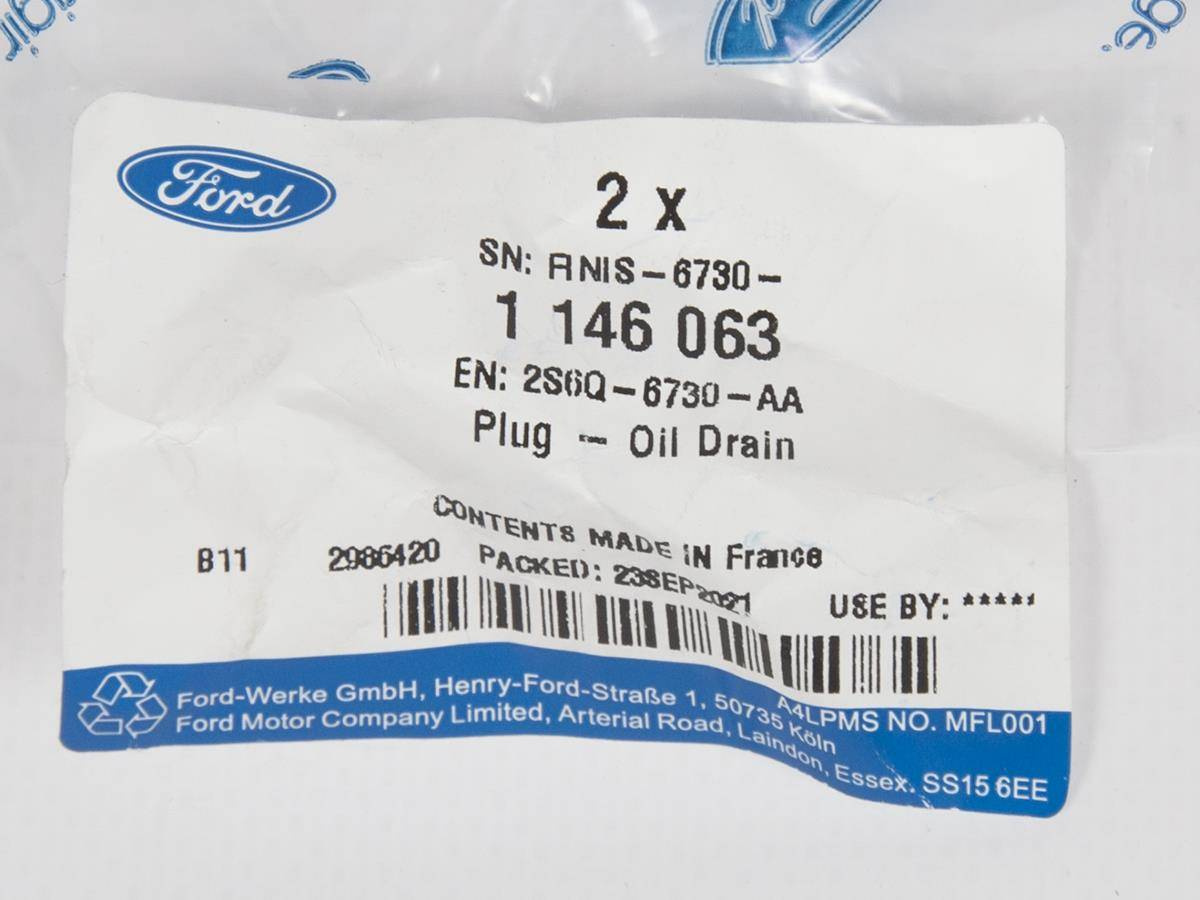 Ford
2 x
SN: FINIS-6730-
1 146 063
EN: 2S6Q-6730-AA
Plug - Oil Drain
CONTENTS MADE IN France
B11 2986420 PACKED: 23SEP2021 USE BY: *****
A4LPMS NO. MFL001
Ford-Werke GmbH, Henry-Ford-Straße 1, 50735 Köln
Ford Motor Company Limited, Arterial Road, Laindon, Essex. SS15 6EE